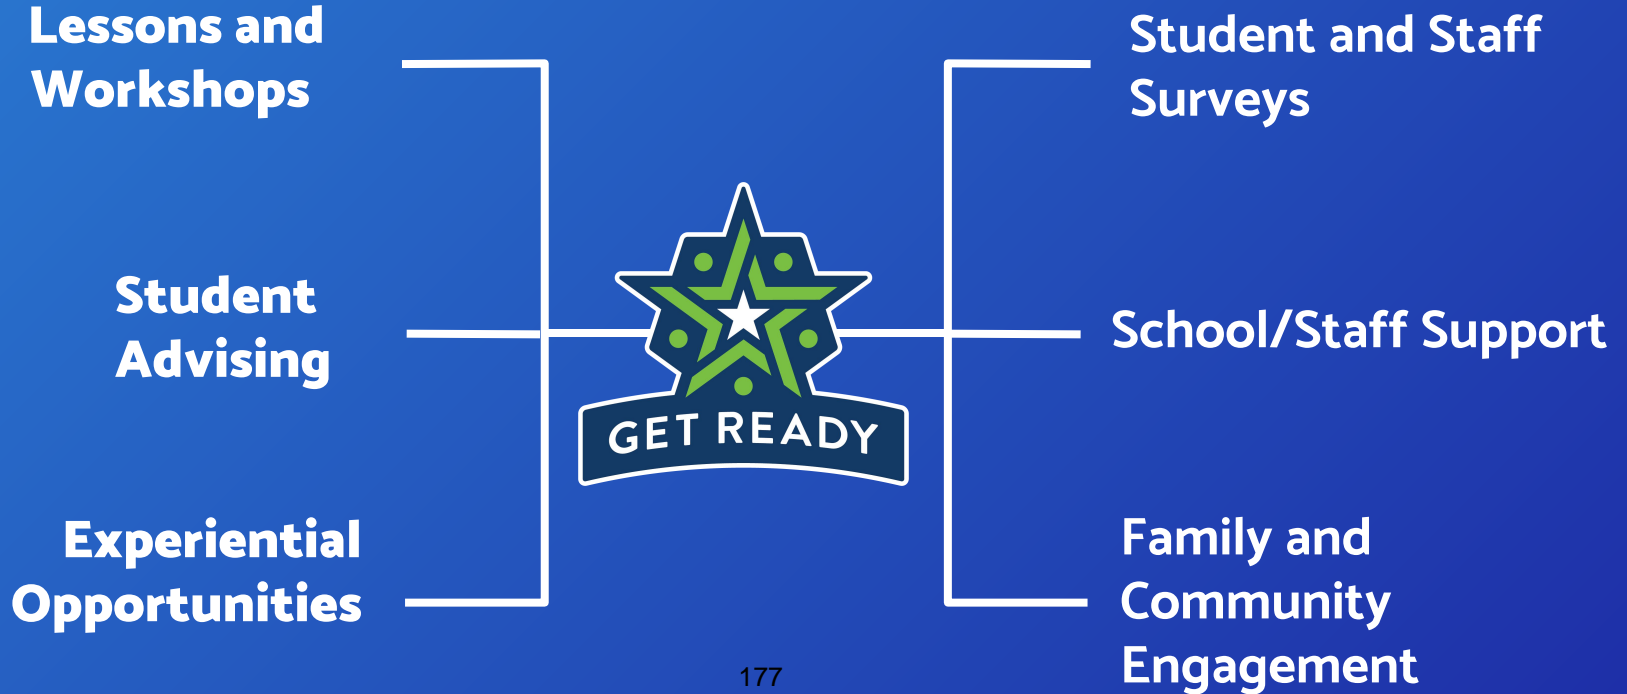 Lessons and
Workshops
Student
Advising
Experiential
Opportunities
GET READY
Student and Staff
Surveys
School/Staff Support
Family and
Community
Engagement
177